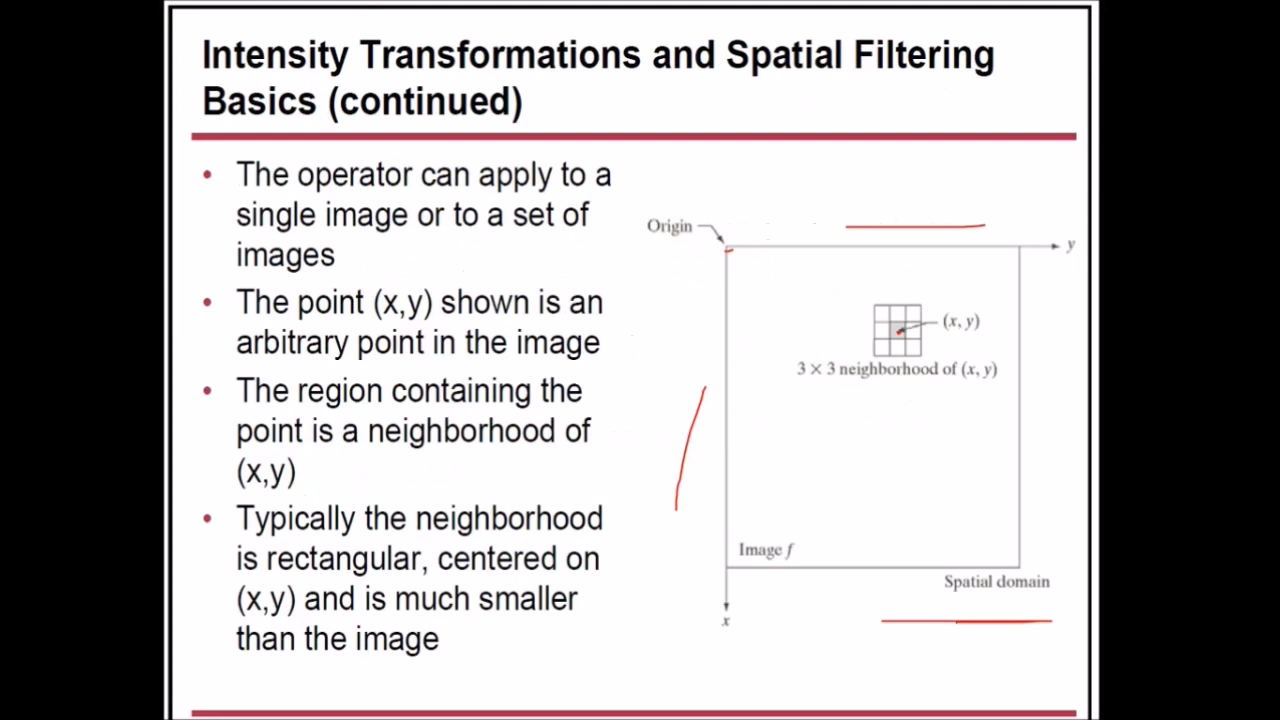 Intensity Transformations and Spatial Filtering
Basics (continued)
• The operator can apply to a
single image or to a set of
images
• The point (x,y) shown is an
arbitrary point in the image
• The region containing the
point is a neighborhood of
(x,y)
• Typically the neighborhood
is rectangular, centered on
(x,y) and is much smaller
than the image
Origin
y
(x, y)
3 × 3 neighborhood of (x, y)
Image f
Spatial domain
x